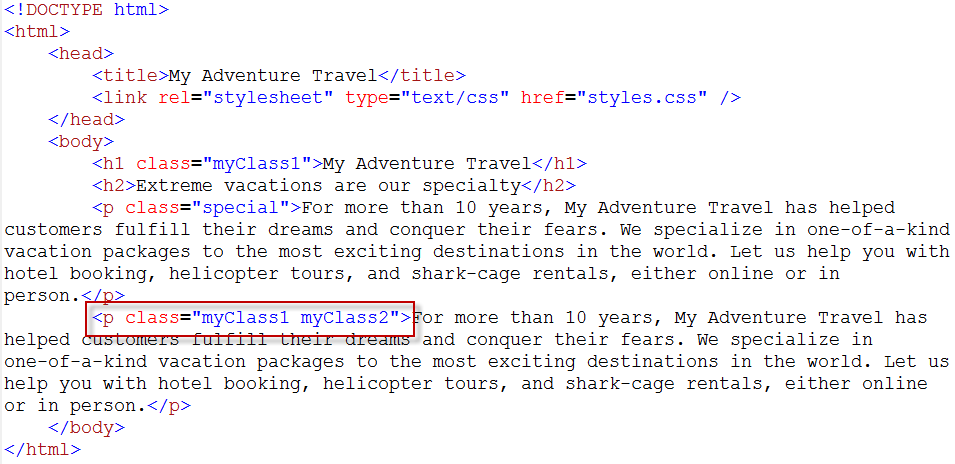 <!DOCTYPE html>
<html>
<head>
<title>My Adventure Travel</title>
<link rel="stylesheet" type="text/css" href="styles.css" />
</head>
<body>
<h1 class="myClass1">My Adventure Travel</h1>
<h2>Extreme vacations are our specialty</h2>
<p class="special">For more than 10 years, My Adventure Travel has helped
customers fulfill their dreams and conquer their fears. We specialize in one-of-a-kind
vacation packages to the most exciting destinations in the world. Let us help you with
hotel booking, helicopter tours, and shark-cage rentals, either online or in
person.</p>
<p class="myClass1 myClass2">For more than 10 years, My Adventure Travel has
helped customers fulfill their dreams and conquer their fears. We specialize in
one-of-a-kind vacation packages to the most exciting destinations in the world. Let us
help you with hotel booking, helicopter tours, and shark-cage rentals, either online
or in person.</p>
</body>
</html>